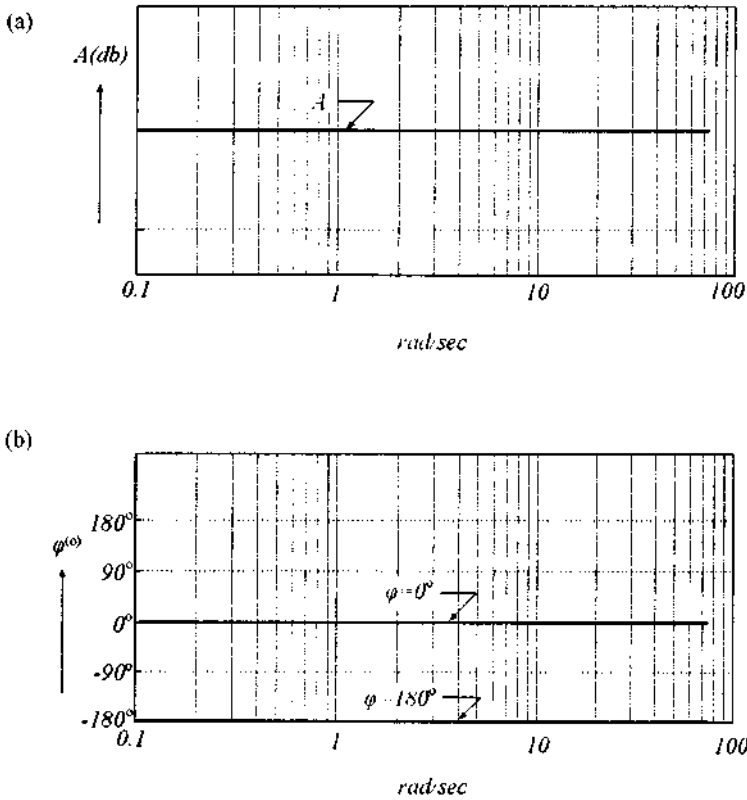 (a)
A(db)
A
0.1 1 10 100
rad/sec
(b)
180°
φ(o)
90°
φ=0°
0°
-90°
φ -180°
-180°
0.1 1 10 100
rad/sec